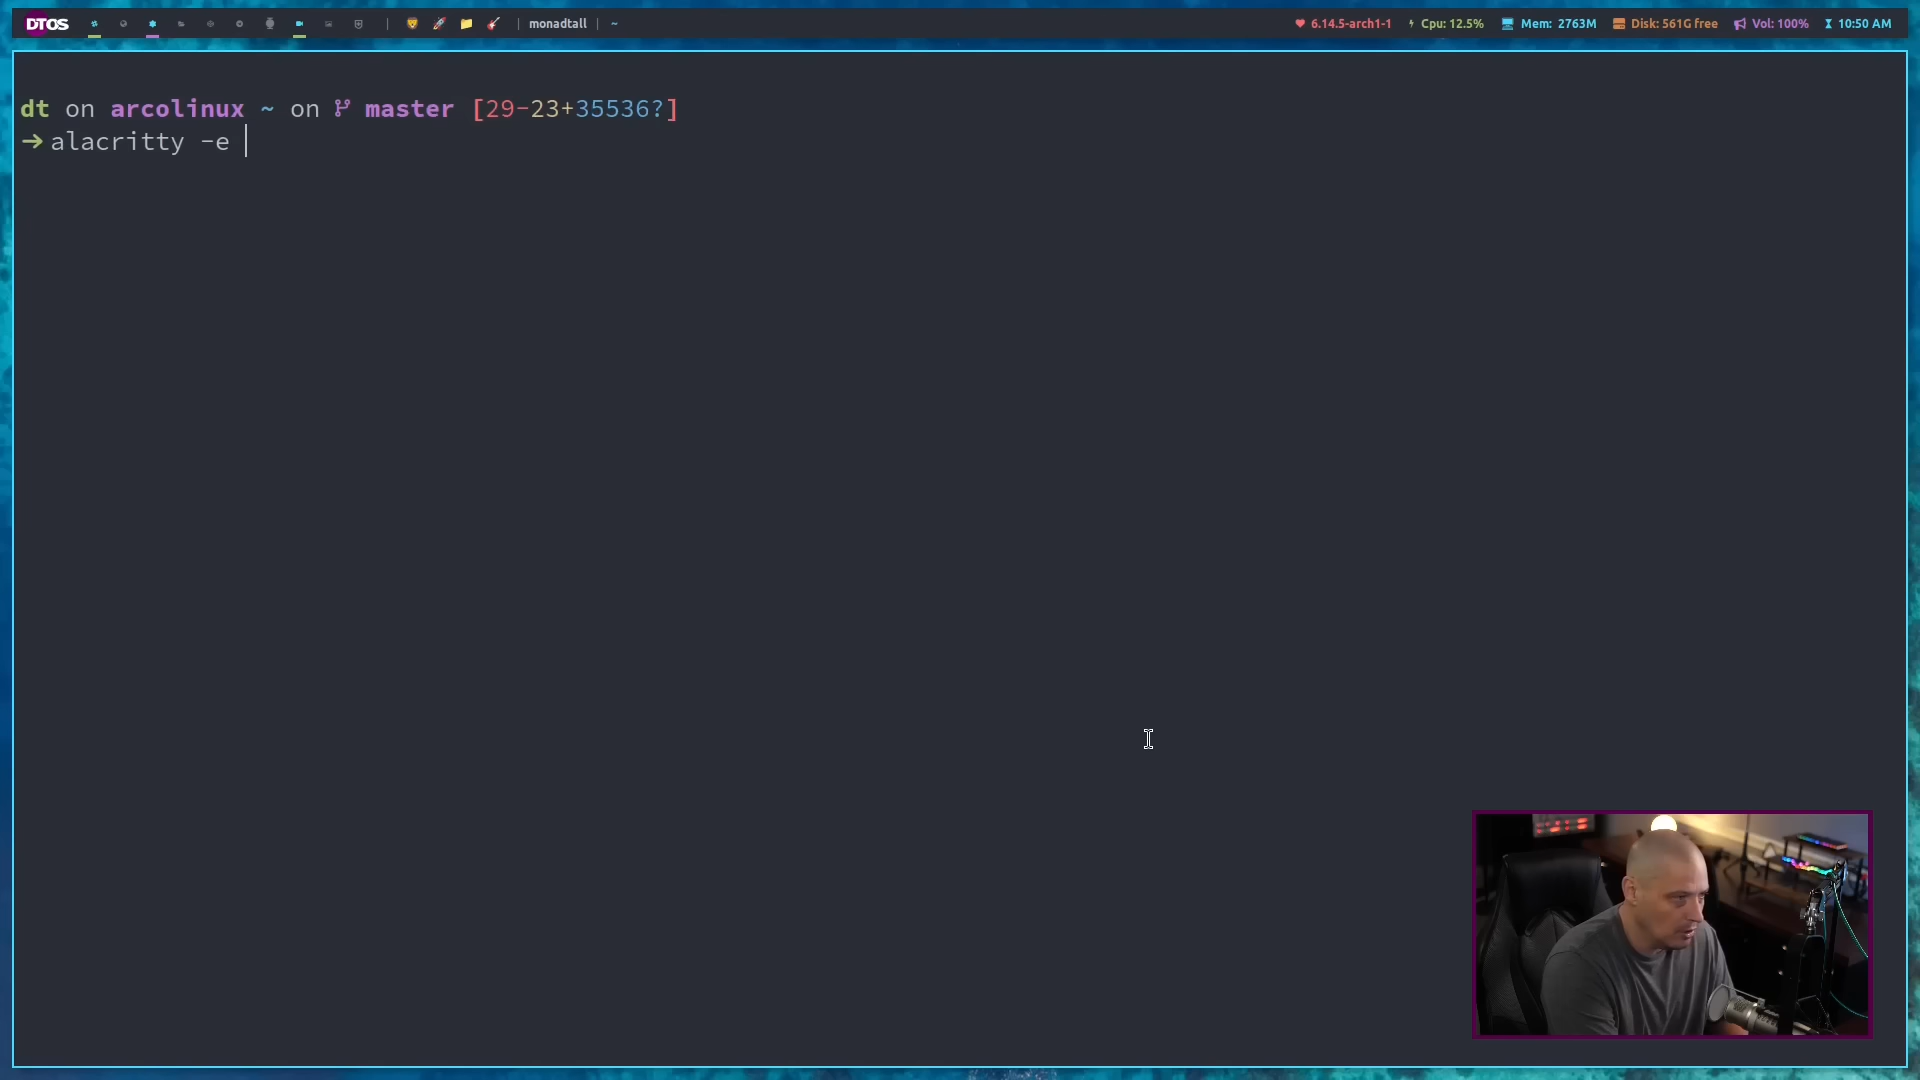 DTOS | monadtall | ~ 6.14.5-arch1-1 Cpu: 12.5% Mem: 2763M Disk: 561G free Vol: 100% 10:50 AM
dt on arcolinux ~ on master [29-23+35536?]
→ alacritty -e